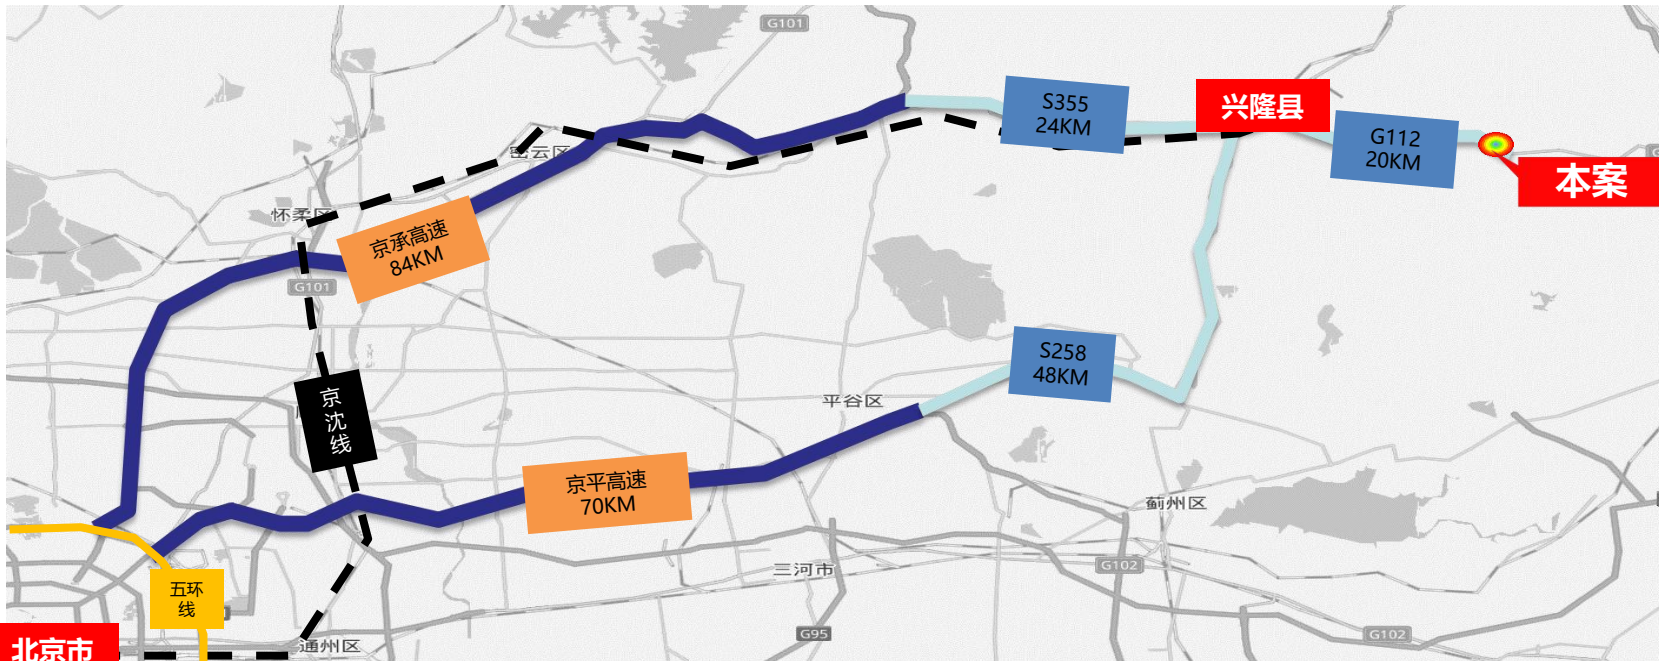 G101
S355
24KM
兴隆县
G112
20KM
密云区
本案
怀柔区
京承高速
84KM
G101
S258
48KM
京
沈
线
平谷区
京平高速
70KM
蓟州区
三河市
G102
五环
线
G95
G102
北京市
通州区